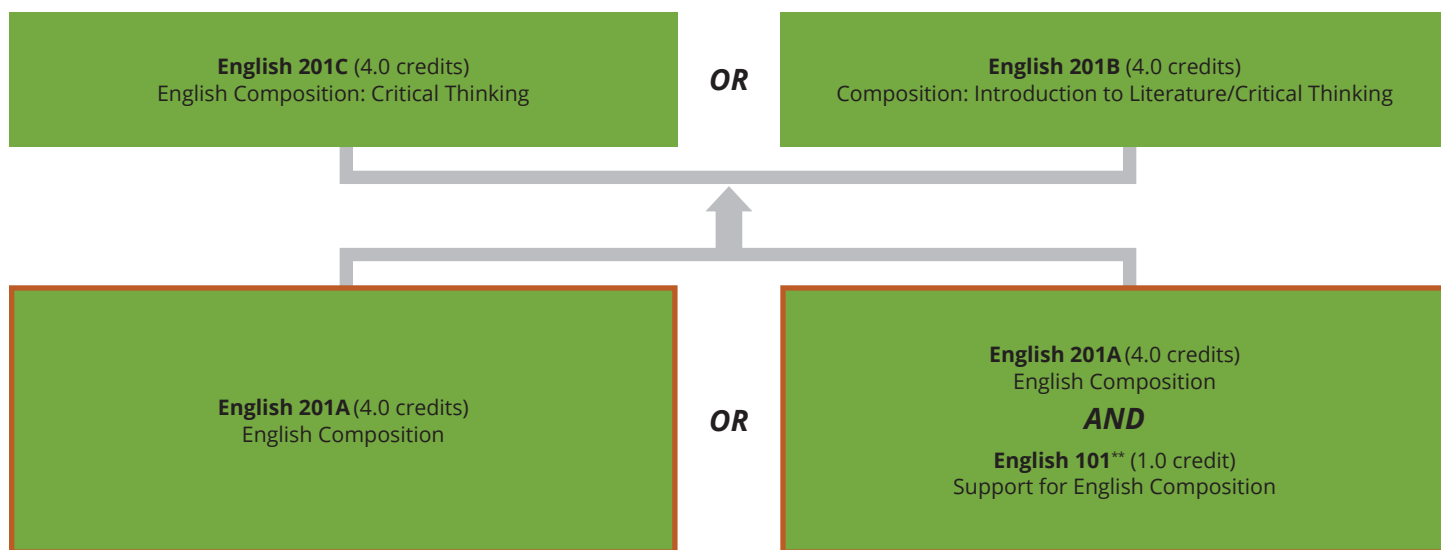 English 201C (4.0 credits)
English Composition: Critical Thinking
OR
English 201B (4.0 credits)
Composition: Introduction to Literature/Critical Thinking
English 201A (4.0 credits)
English Composition
OR
English 201A (4.0 credits)
English Composition
AND
English 101** (1.0 credit)
Support for English Composition